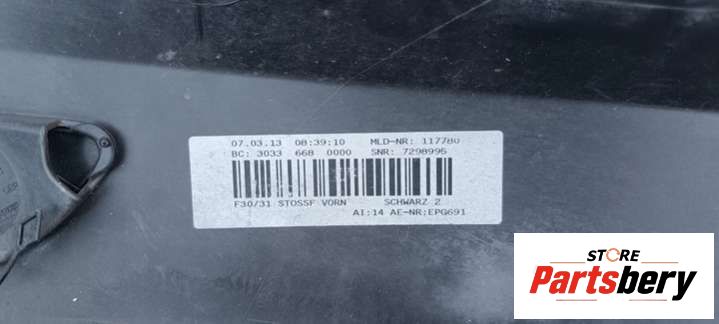 07.03.13 08:39:10 MLD-NR: 117780
BC: 3033 668 0000 SNR: 7298995
F30/31 STOSSF VORN SCHWARZ 2
AI:14 AE-NR:EPG691
STORE
Partsbery